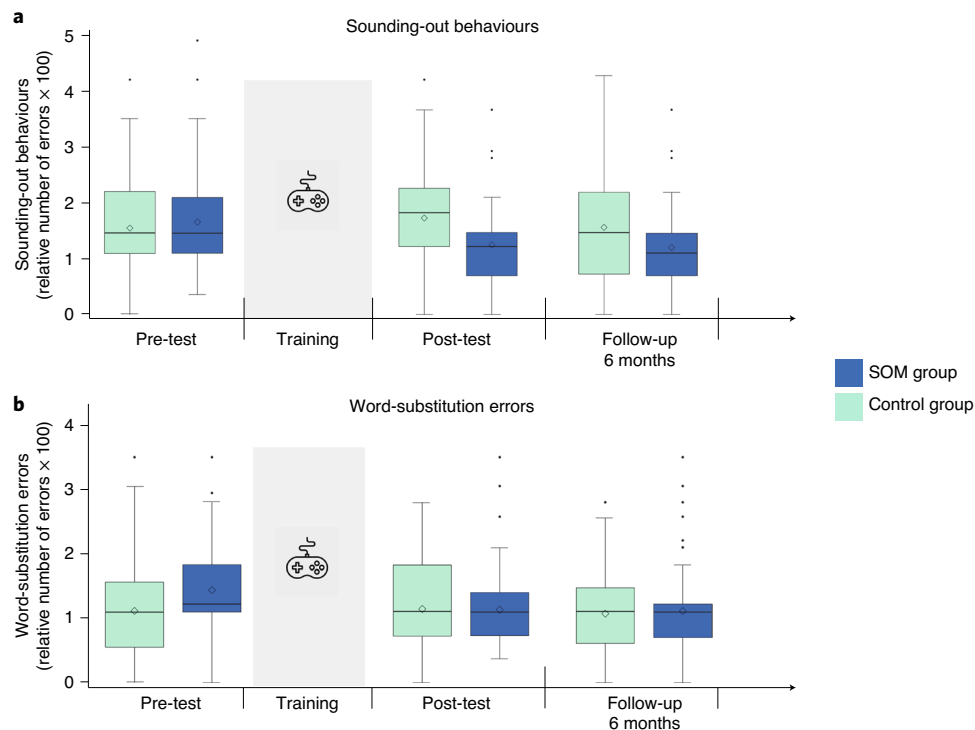 a
Sounding-out behaviours
Sounding-out behaviours
(relative number of errors × 100)
5
4
3
2
1
0
Pre-test
Training
Post-test
Follow-up
6 months
SOM group
Control group
b
Word-substitution errors
Word-substitution errors
(relative number of errors × 100)
4
3
2
1
0
Pre-test
Training
Post-test
Follow-up
6 months